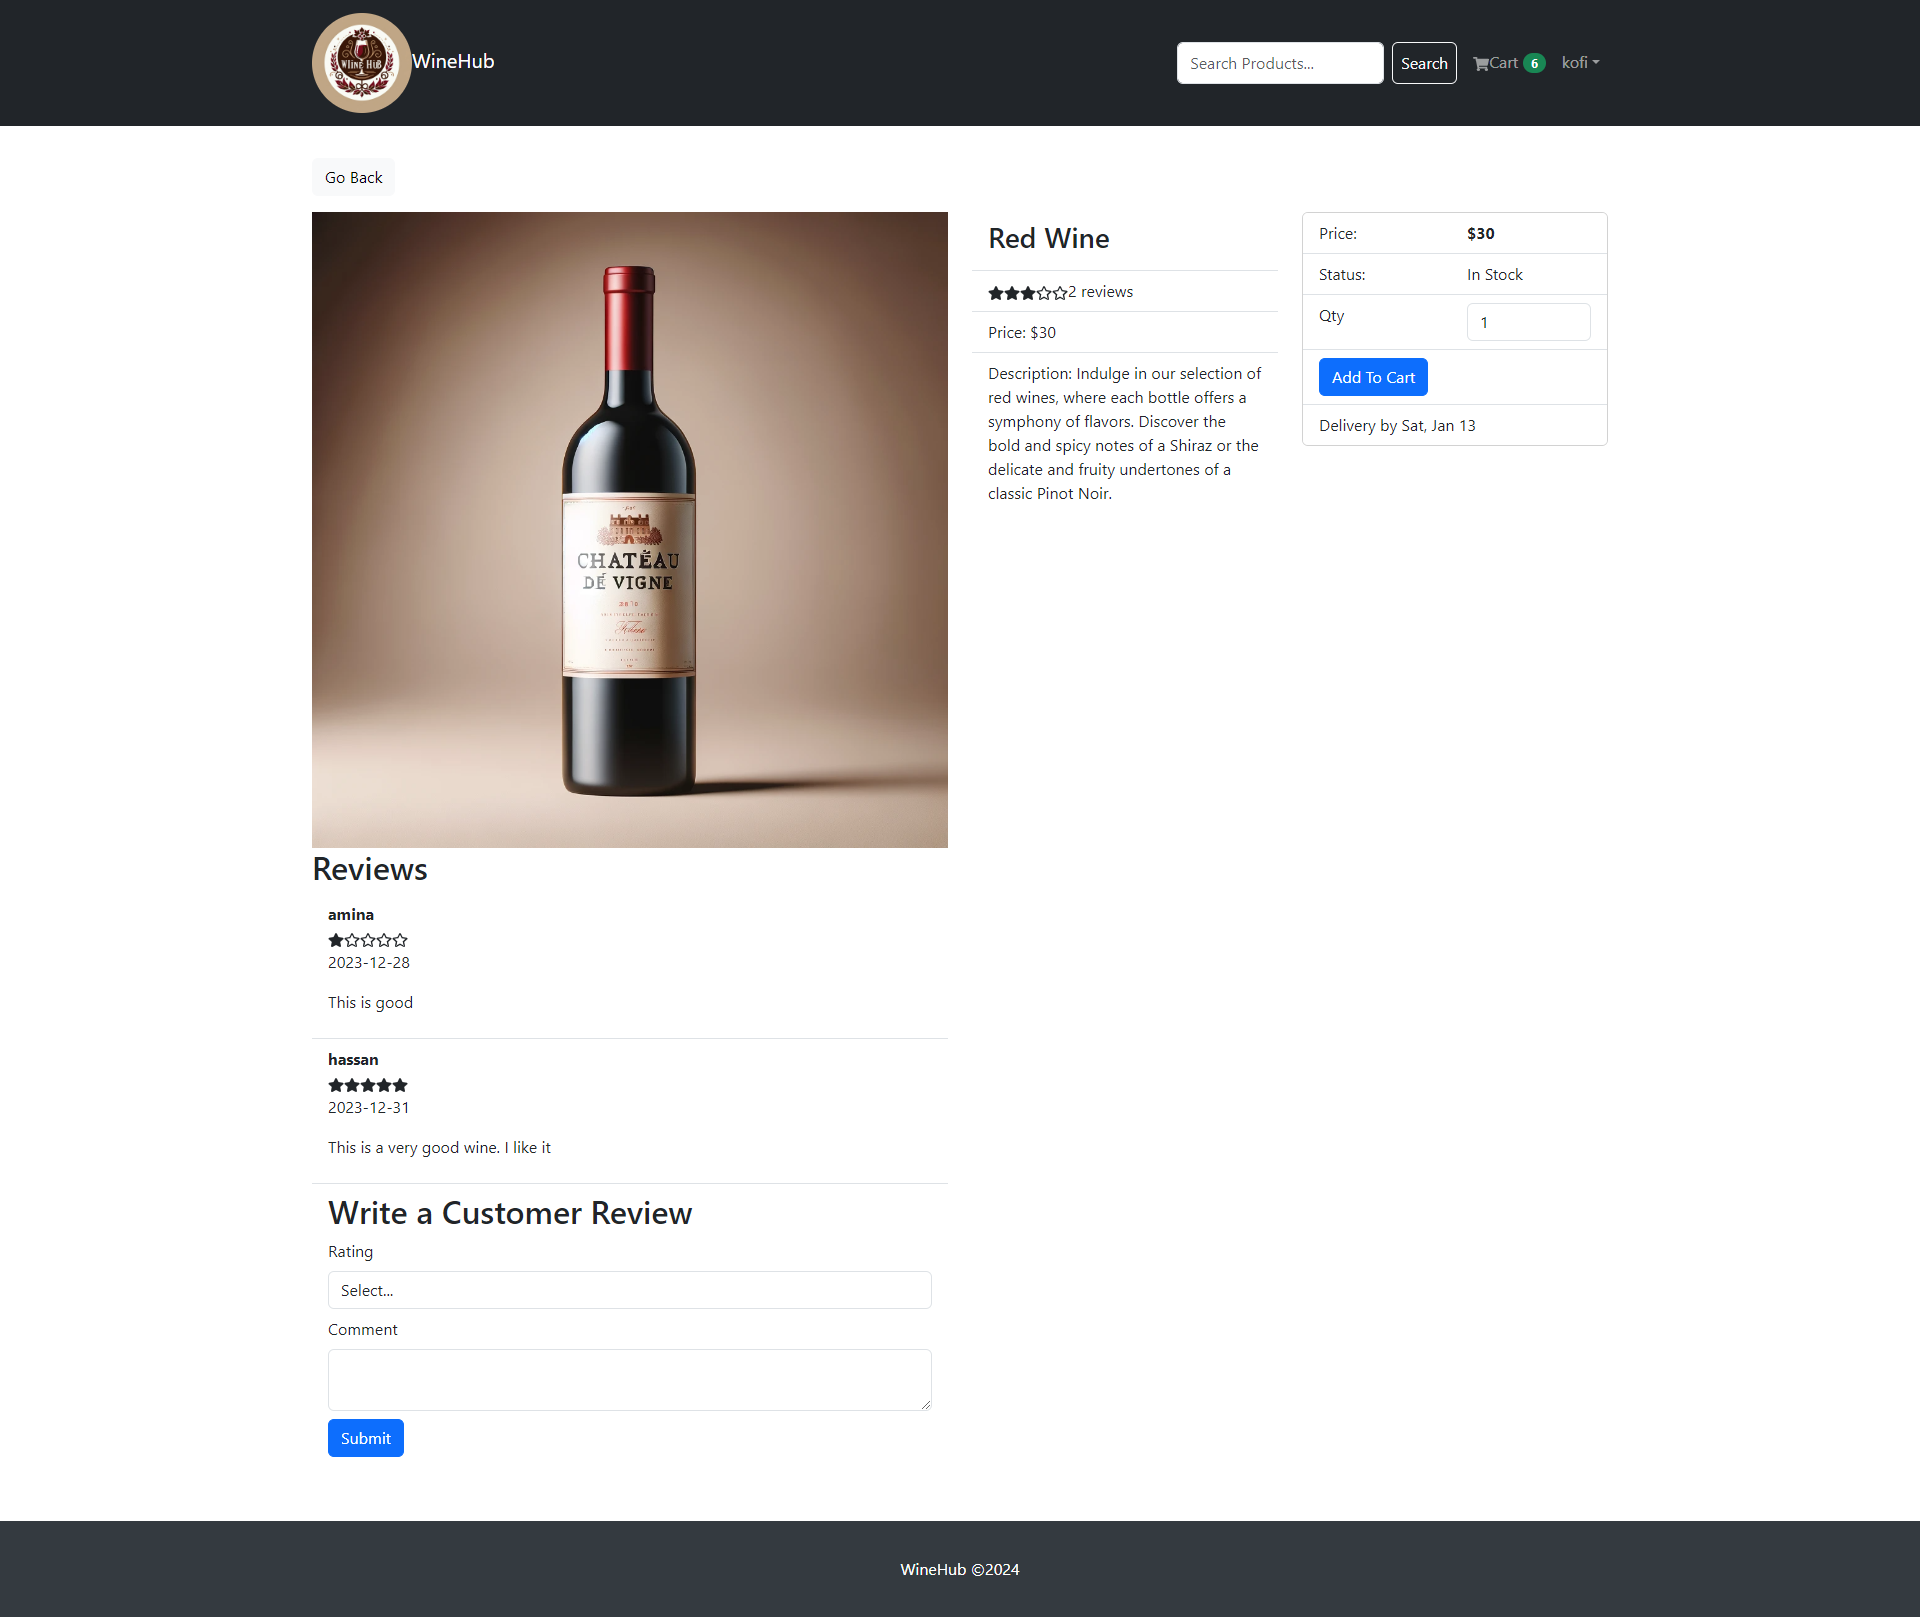 WIine HuB
WineHub
Search Products...
Search
Cart 6
kofi
Go Back
CHATĔAU
DÉ VIGNE
Red Wine
2 reviews
Price: $30
Description: Indulge in our selection of
red wines, where each bottle offers a
symphony of flavors. Discover the
bold and spicy notes of a Shiraz or the
delicate and fruity undertones of a
classic Pinot Noir.
Price: $30
Status: In Stock
Qty 1
Add To Cart
Delivery by Sat, Jan 13
Reviews
amina
2023-12-28
This is good
hassan
2023-12-31
This is a very good wine. I like it
Write a Customer Review
Rating
Select...
Comment
Submit
WineHub ©2024